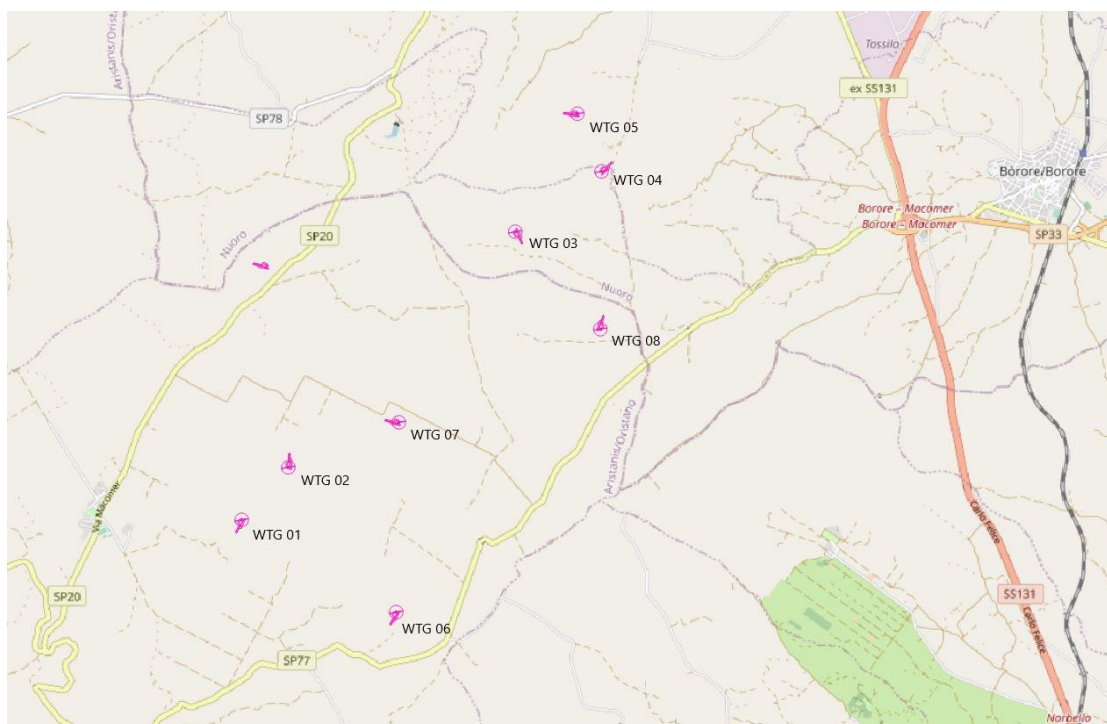 Aristanis/Oristano
Tossilo
ex SS131
SP78
WTG 05
Bòrore/Borore
WTG 04
Borore – Macomer
Borore – Macomer
SP20
Nuoro
WTG 03
SP33
Nuoro
WTG 08
WTG 07
Aristanis/Oristano
WTG 02
Via Macomer
WTG 01
Carlo Felice
SP20
SS131
WTG 06
Carlo Felice
SP77
Norbello